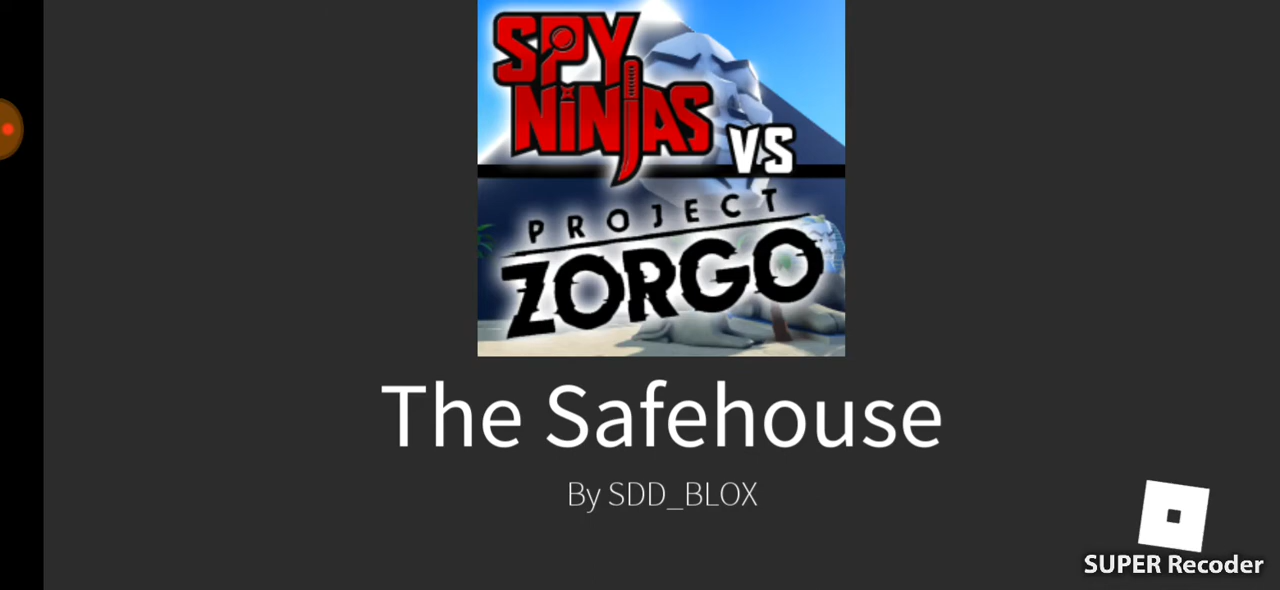 SPY
NINJAS
VS
PROJECT
ZORGO
The Safehouse
By SDD_BLOX
SUPER Recoder